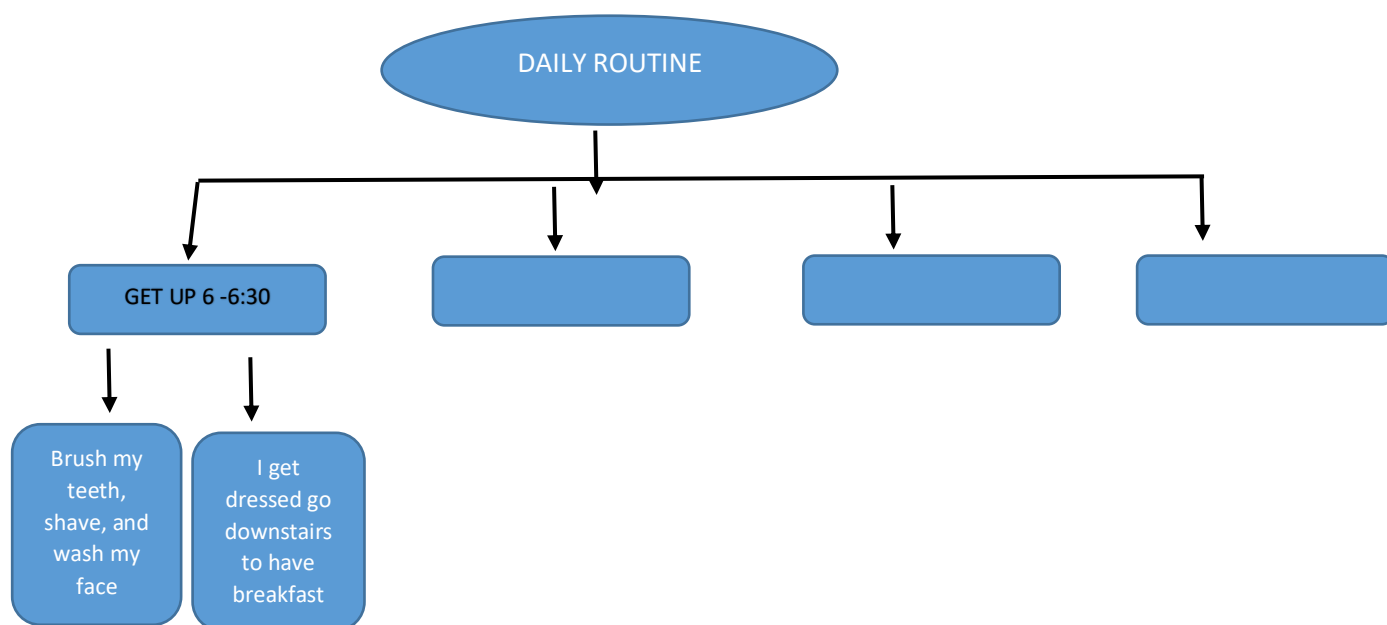 DAILY ROUTINE
GET UP 6 -6:30
Brush my
teeth,
shave, and
wash my
face
I get
dressed go
downstairs
to have
breakfast